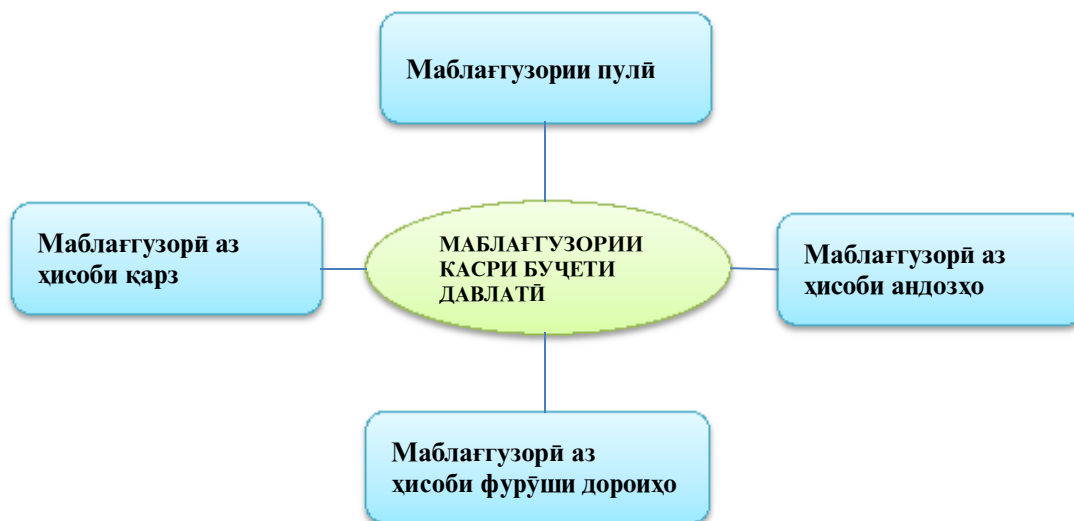 Маблағгузории пулӣ
Маблағгузорӣ аз
ҳисоби қарз
МАБЛАҒГУЗОРИИ
КАСРИ БУҶЕТИ
ДАВЛАТӢ
Маблағгузорӣ аз
ҳисоби андозҳо
Маблағгузорӣ аз
ҳисоби фурӯши дороиҳо